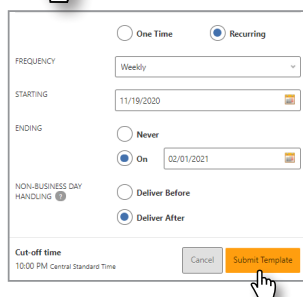 One Time Recurring
FREQUENCY Weekly
STARTING 11/19/2020
ENDING Never
On 02/01/2021
NON-BUSINESS DAY Deliver Before
HANDLING ?
Deliver After
Cut-off time
10:00 PM Central Standard Time Cancel Submit Template